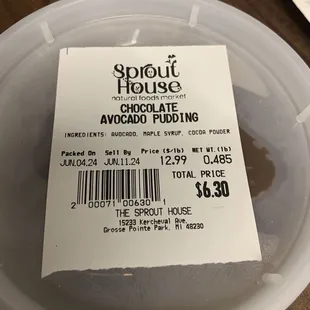 Sprout
House
natural foods market
CHOCOLATE
AVOCADO PUDDING
INGREDIENTS: AVOCADO, MAPLE SYRUP, COCOA POWDER
Packed On Sell By Price ($/lb) NET WT. (lb)
JUN.04.24 JUN.11.24 12.99 0.485
TOTAL PRICE
$6.30
2 00071 00630 1
THE SPROUT HOUSE
15233 Kercheval Ave.
Grosse Pointe Park, MI 48230